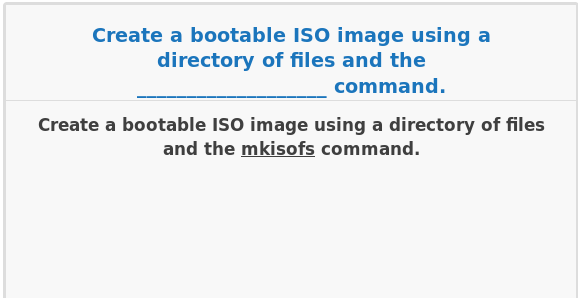 Create a bootable ISO image using a
directory of files and the
___________________ command.
Create a bootable ISO image using a directory of files
and the mkisofs command.